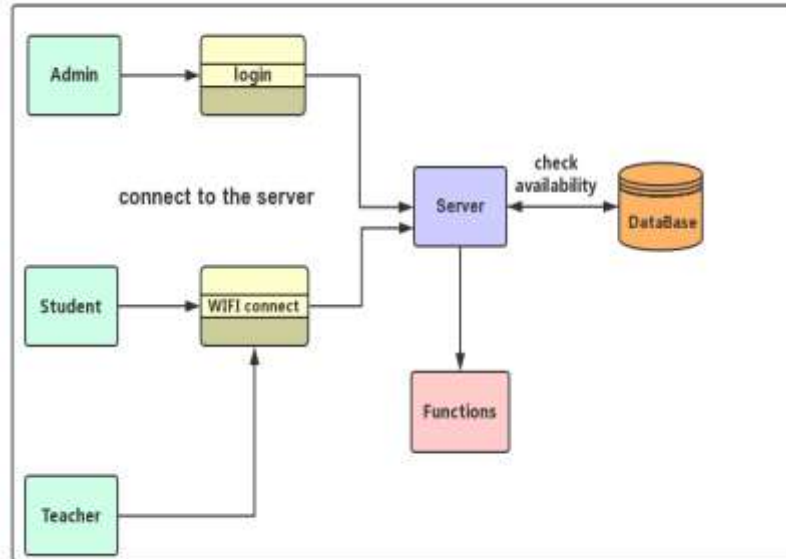 Admin
login
connect to the server
Server
check
availability
DataBase
Student
WIFI connect
Functions
Teacher